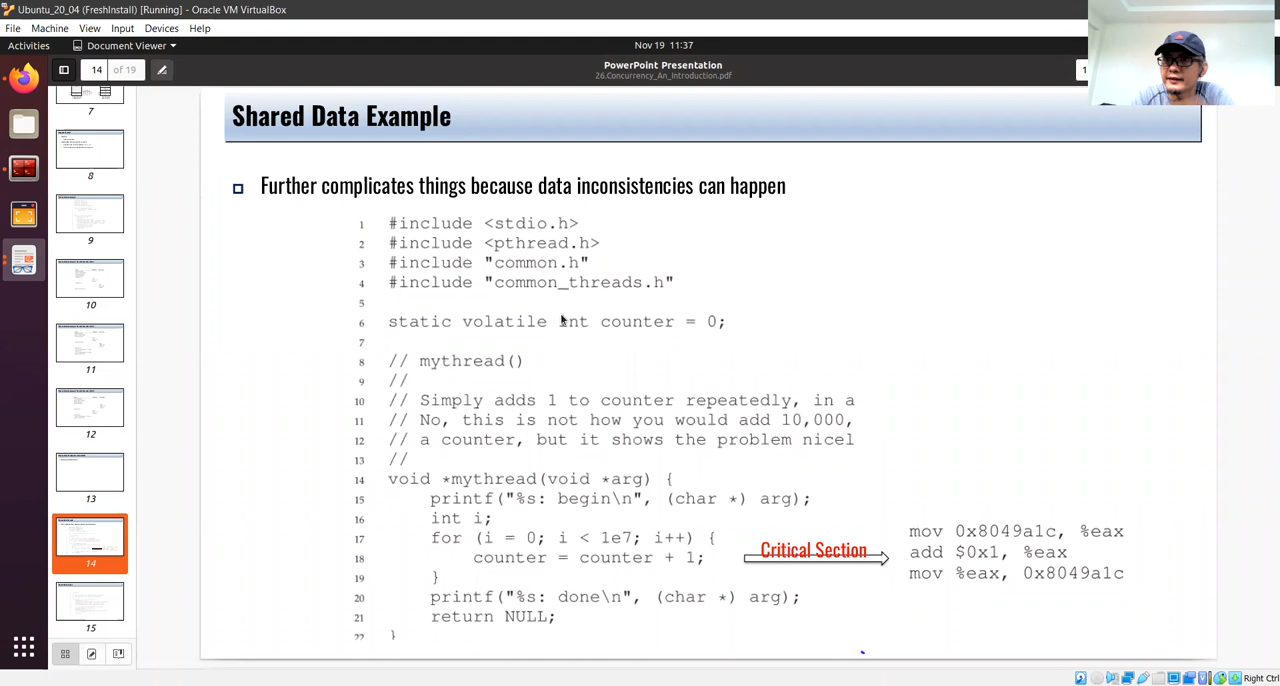 Ubuntu_20_04 (FreshInstall) [Running] - Oracle VM VirtualBox
File Machine View Input Devices Help
Activities Document Viewer Nov 19 11:37
14 of 19 PowerPoint Presentation
26.Concurrency_An_Introduction.pdf
7
8
9
10
11
12
13
14
15
Shared Data Example
Further complicates things because data inconsistencies can happen
1 #include <stdio.h>
2 #include <pthread.h>
3 #include "common.h"
4 #include "common_threads.h"
5
6 static volatile int counter = 0;
7
8 // mythread()
9 //
10 // Simply adds 1 to counter repeatedly, in a
11 // No, this is not how you would add 10,000,
12 // a counter, but it shows the problem nicel
13 //
14 void *mythread(void *arg) {
15 printf("%s: begin\n", (char *) arg);
16 int i;
17 for (i = 0; i < 1e7; i++) {
18 counter = counter + 1;
19 }
20 printf("%s: done\n", (char *) arg);
21 return NULL;
22 }
Critical Section
mov 0x8049a1c, %eax
add $0x1, %eax
mov %eax, 0x8049a1c
Right Ctrl